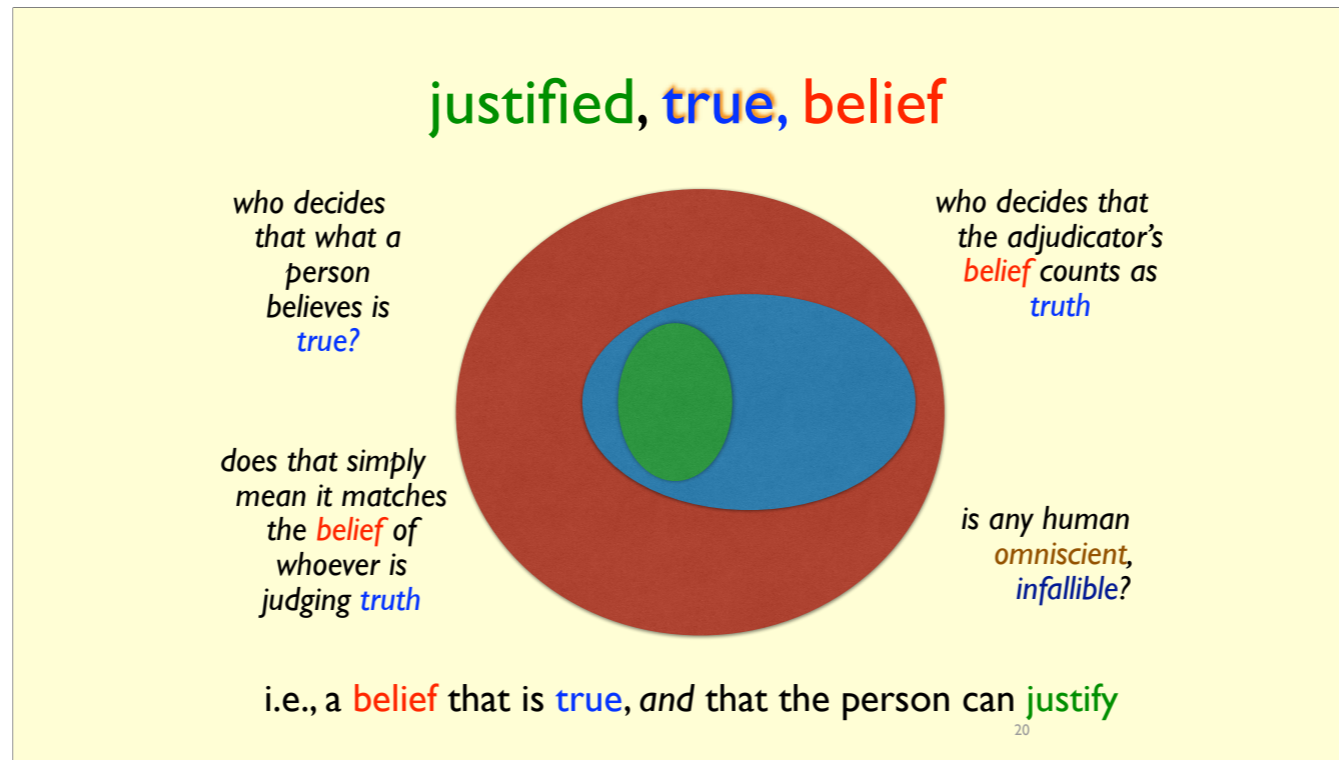 justified, true, belief
who decides
that what a
person
believes is
true?
who decides that
the adjudicator's
belief counts as
truth
does that simply
mean it matches
the belief of
whoever is
judging truth
is any human
omniscient,
infallible?
i.e., a belief that is true, and that the person can justify
20